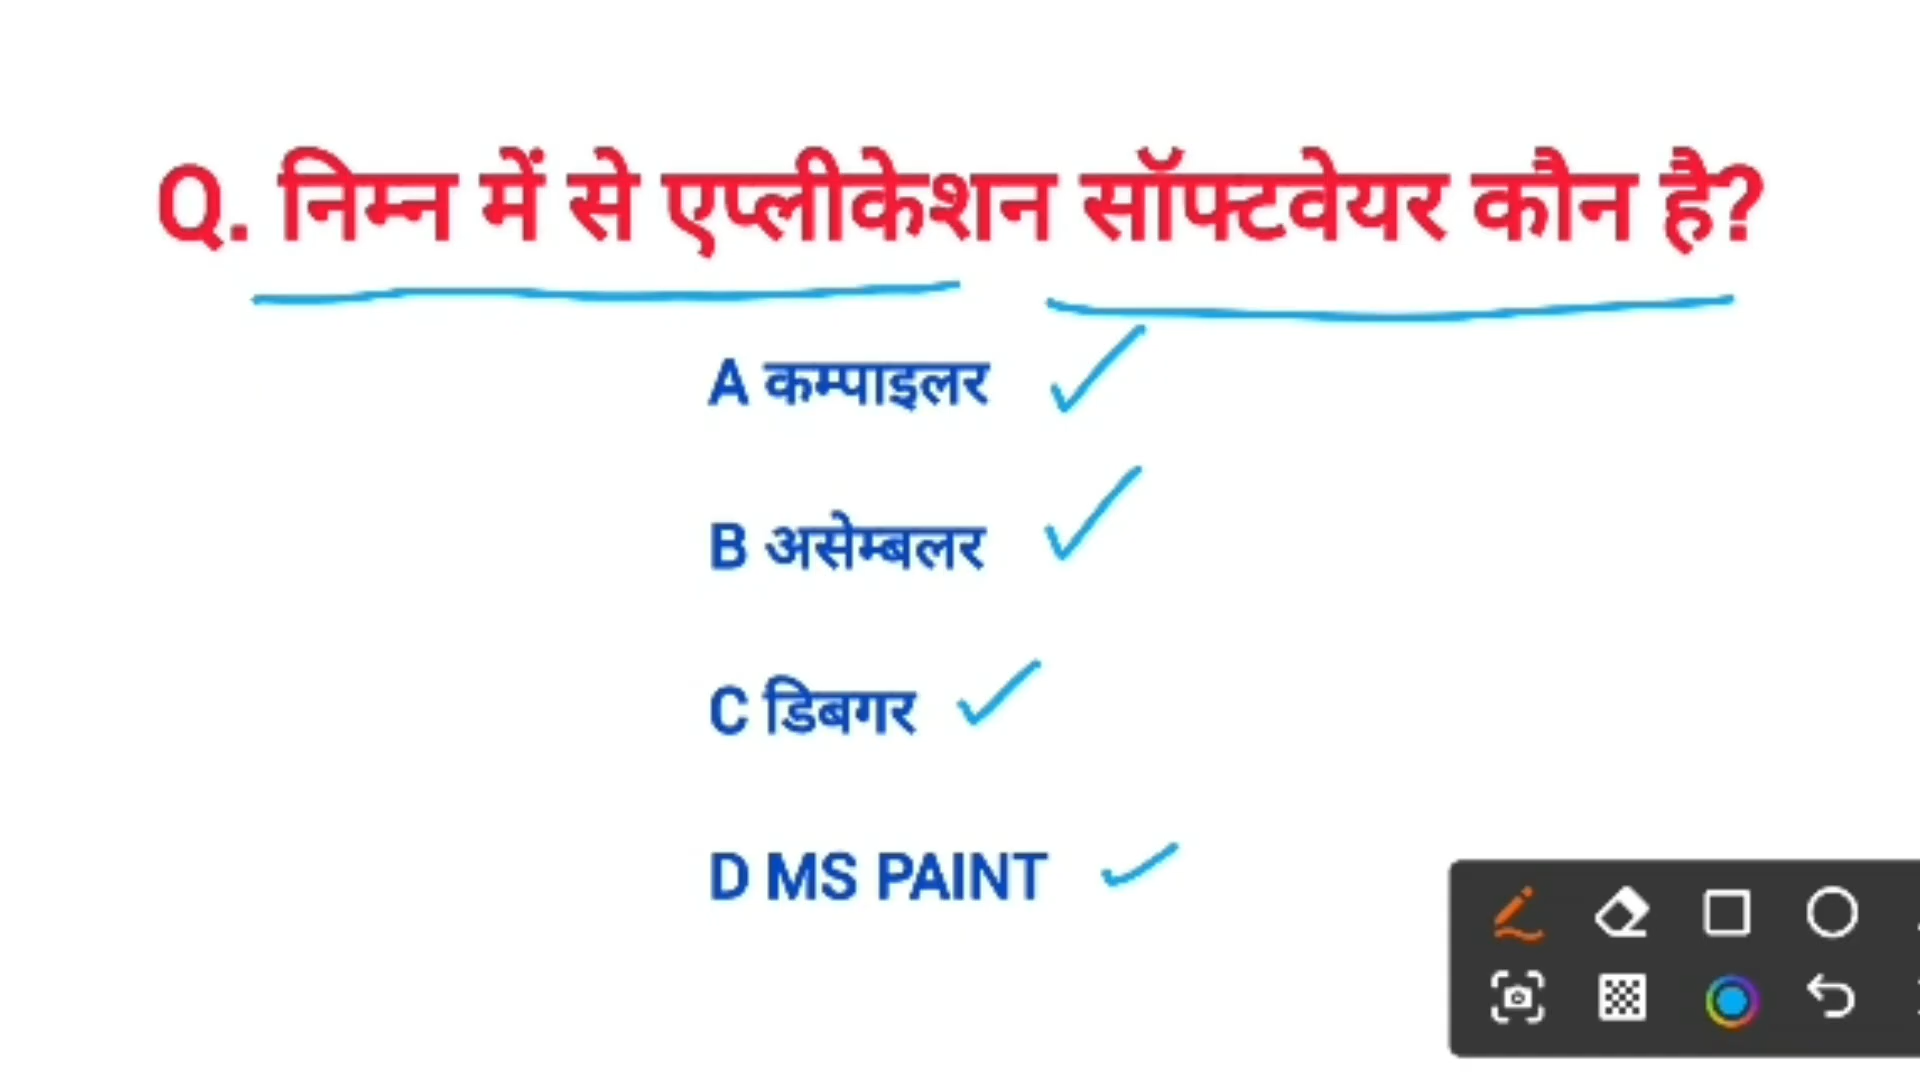 Q. निम्न में से एप्लीकेशन सॉफ्टवेयर कौन है?
A कम्पाइलर
B असेम्बलर
C डिबगर
D MS PAINT